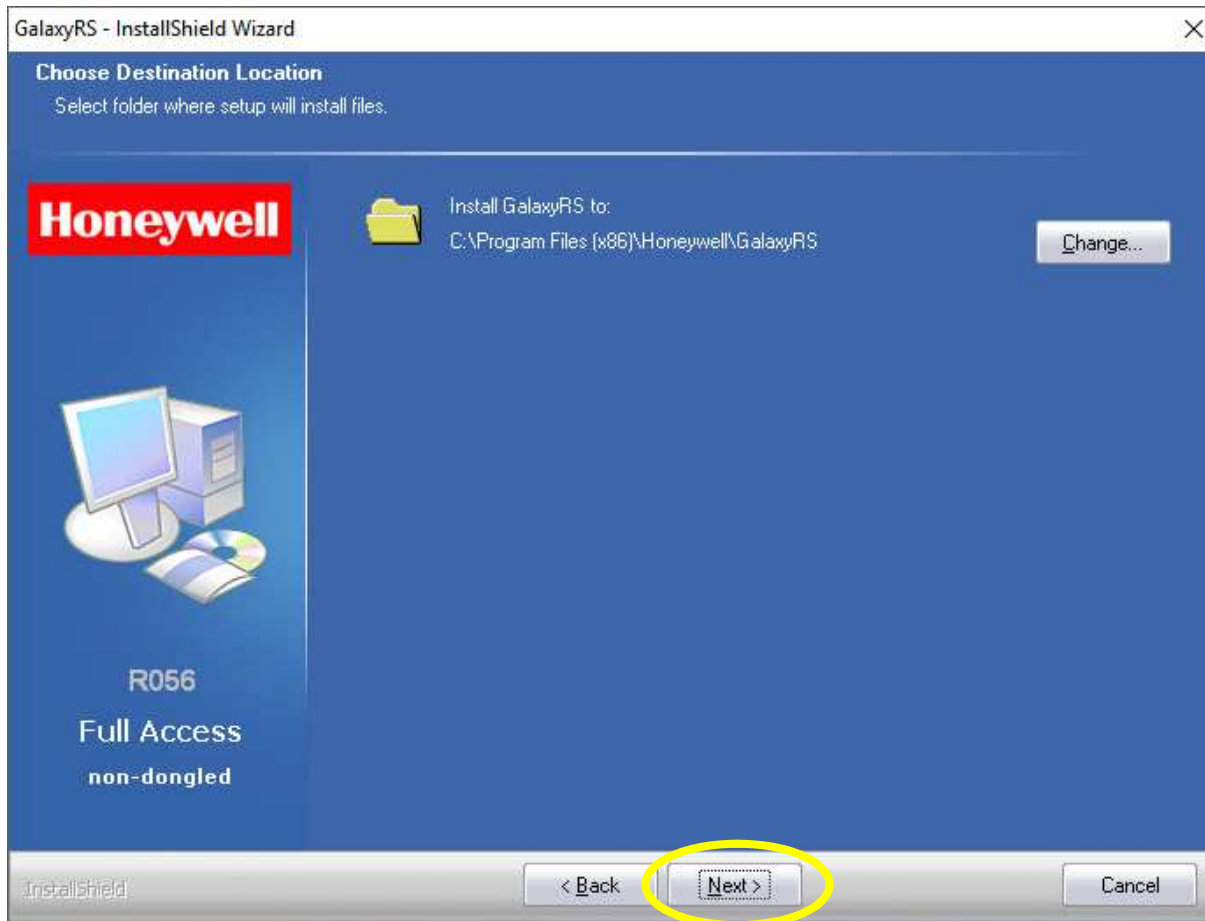 GalaxyRS - InstallShield Wizard
Choose Destination Location
Select folder where setup will install files.
Honeywell
Install GalaxyRS to:
C:\Program Files (x86)\Honeywell\GalaxyRS
Change...
R056
Full Access
non-dongled
InstallShield
< Back
Next >
Cancel